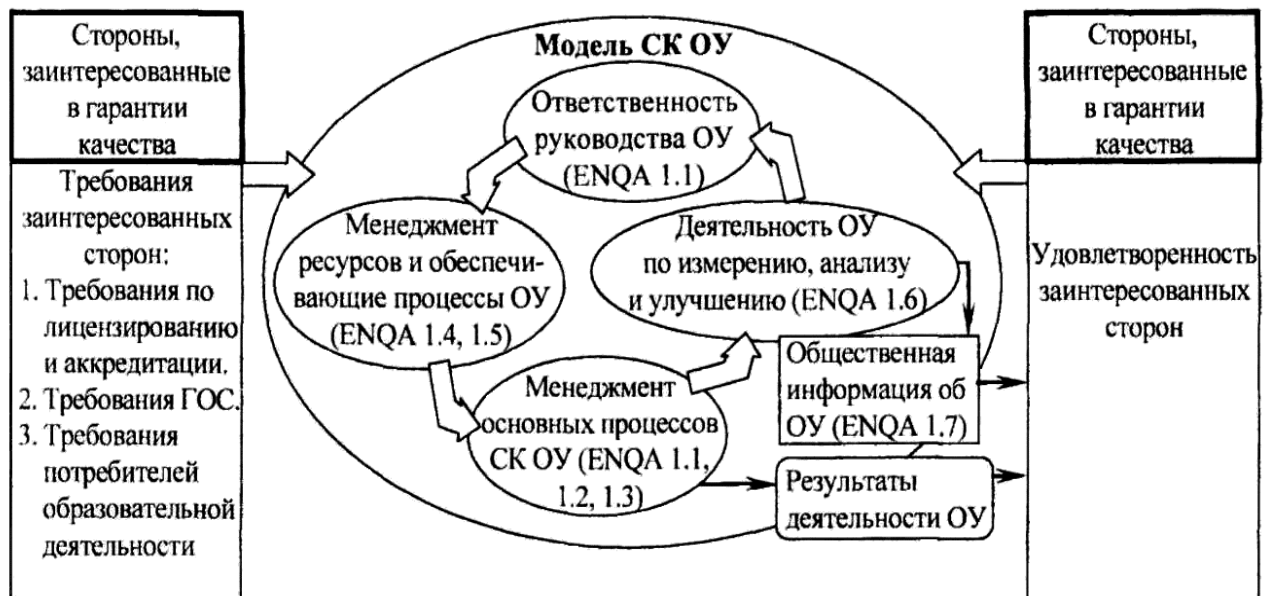 Стороны,
заинтересованные
в гарантии
качества
Требования
заинтересованных
сторон:
1. Требования по
лицензированию
и аккредитации.
2. Требования ГОС.
3. Требования
потребителей
образовательной
деятельности
Модель СК ОУ
Ответственность
руководства ОУ
(ENQA 1.1)
Менеджмент
ресурсов и обеспечи-
вающие процессы ОУ
(ENQA 1.4, 1.5)
Деятельность ОУ
по измерению, анализу
и улучшению (ENQA 1.6)
Менеджмент
основных процессов
СК ОУ (ENQA 1.1,
1.2, 1.3)
Общественная
информация об
ОУ (ENQA 1.7)
Результаты
деятельности ОУ
Стороны,
заинтересованные
в гарантии
качества
Удовлетворенность
заинтересованных
сторон